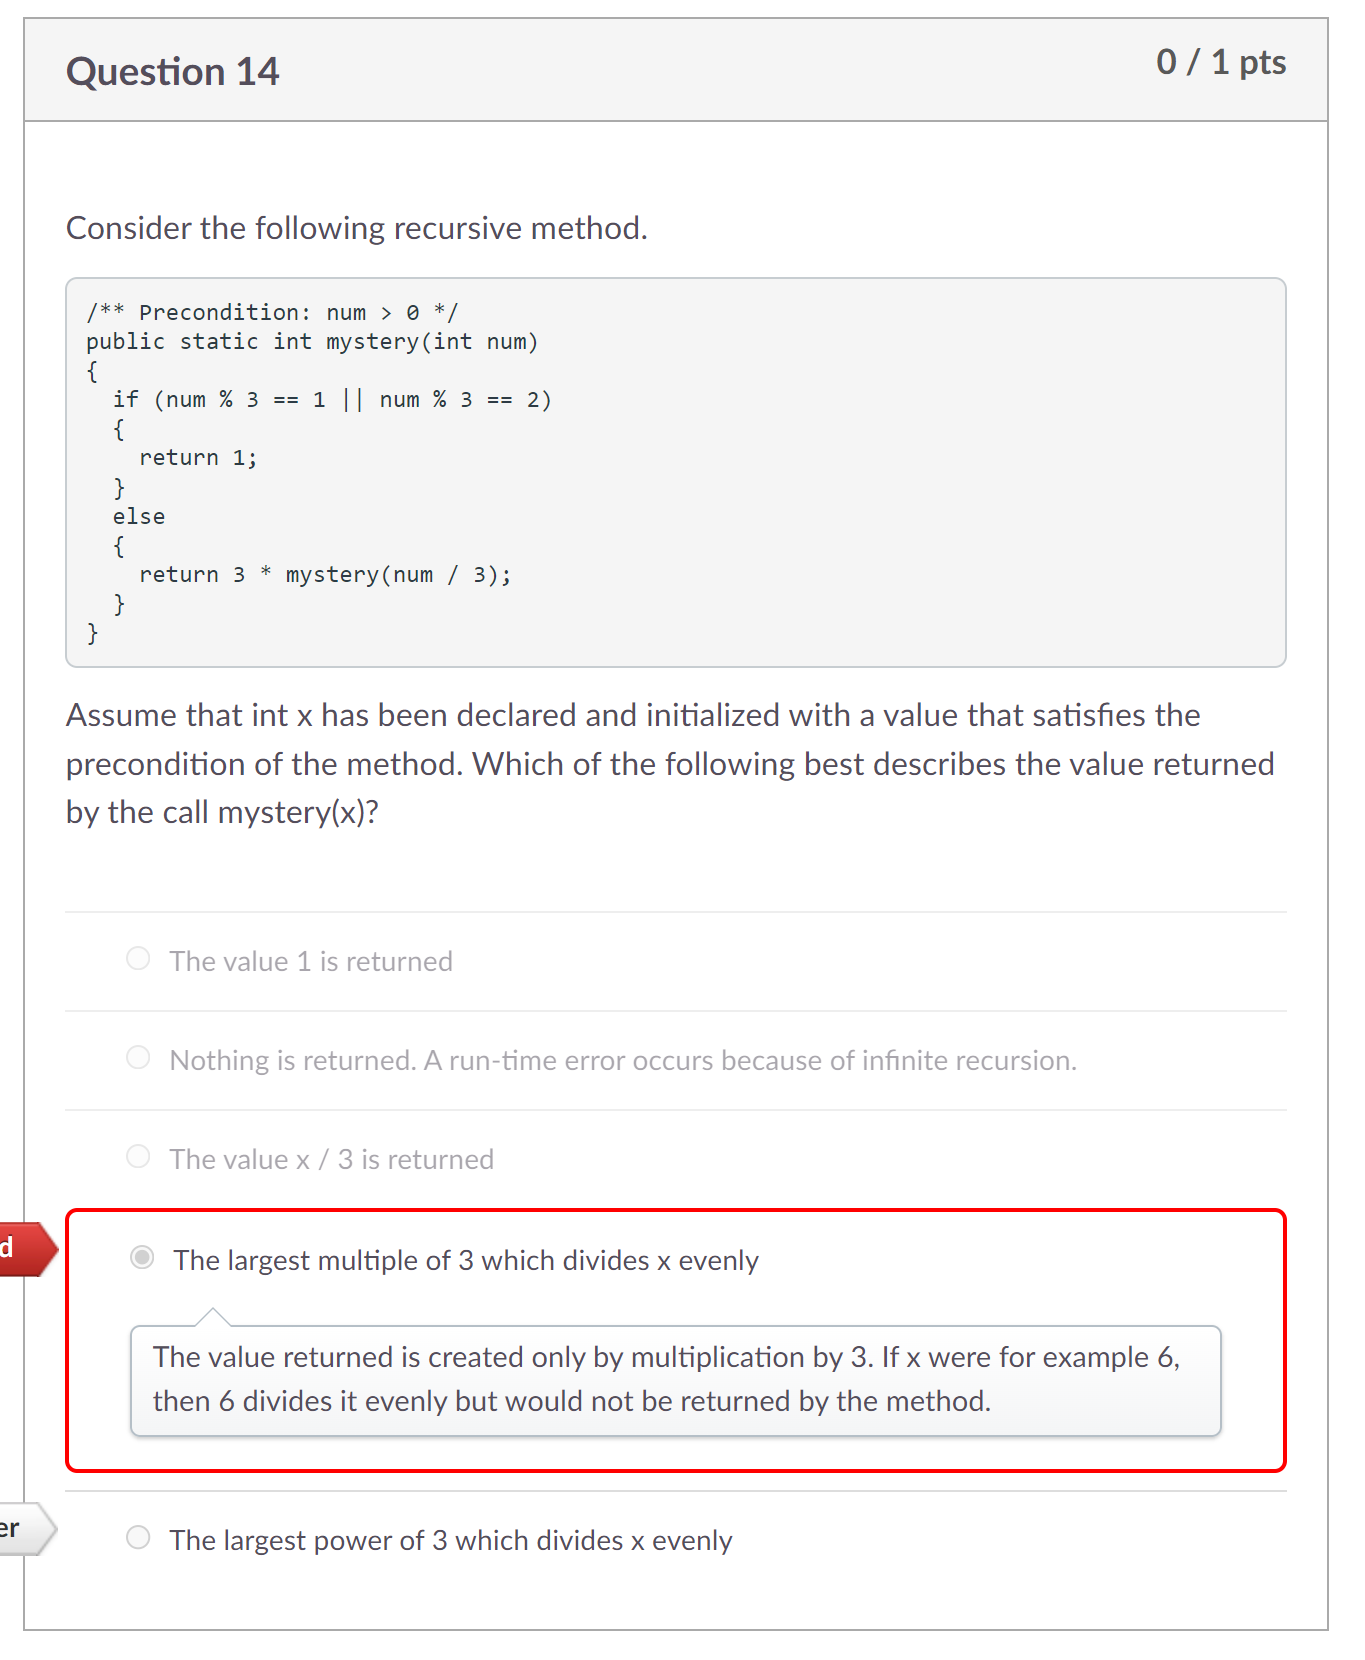 Question 14
0 / 1 pts
Consider the following recursive method.
/** Precondition: num > 0 */
public static int mystery(int num)
{
  if (num % 3 == 1 || num % 3 == 2)
  {
    return 1;
  }
  else
  {
    return 3 * mystery(num / 3);
  }
}
Assume that int x has been declared and initialized with a value that satisfies the
precondition of the method. Which of the following best describes the value returned
by the call mystery(x)?
The value 1 is returned
Nothing is returned. A run-time error occurs because of infinite recursion.
The value x / 3 is returned
d
The largest multiple of 3 which divides x evenly
The value returned is created only by multiplication by 3. If x were for example 6,
then 6 divides it evenly but would not be returned by the method.
er
The largest power of 3 which divides x evenly